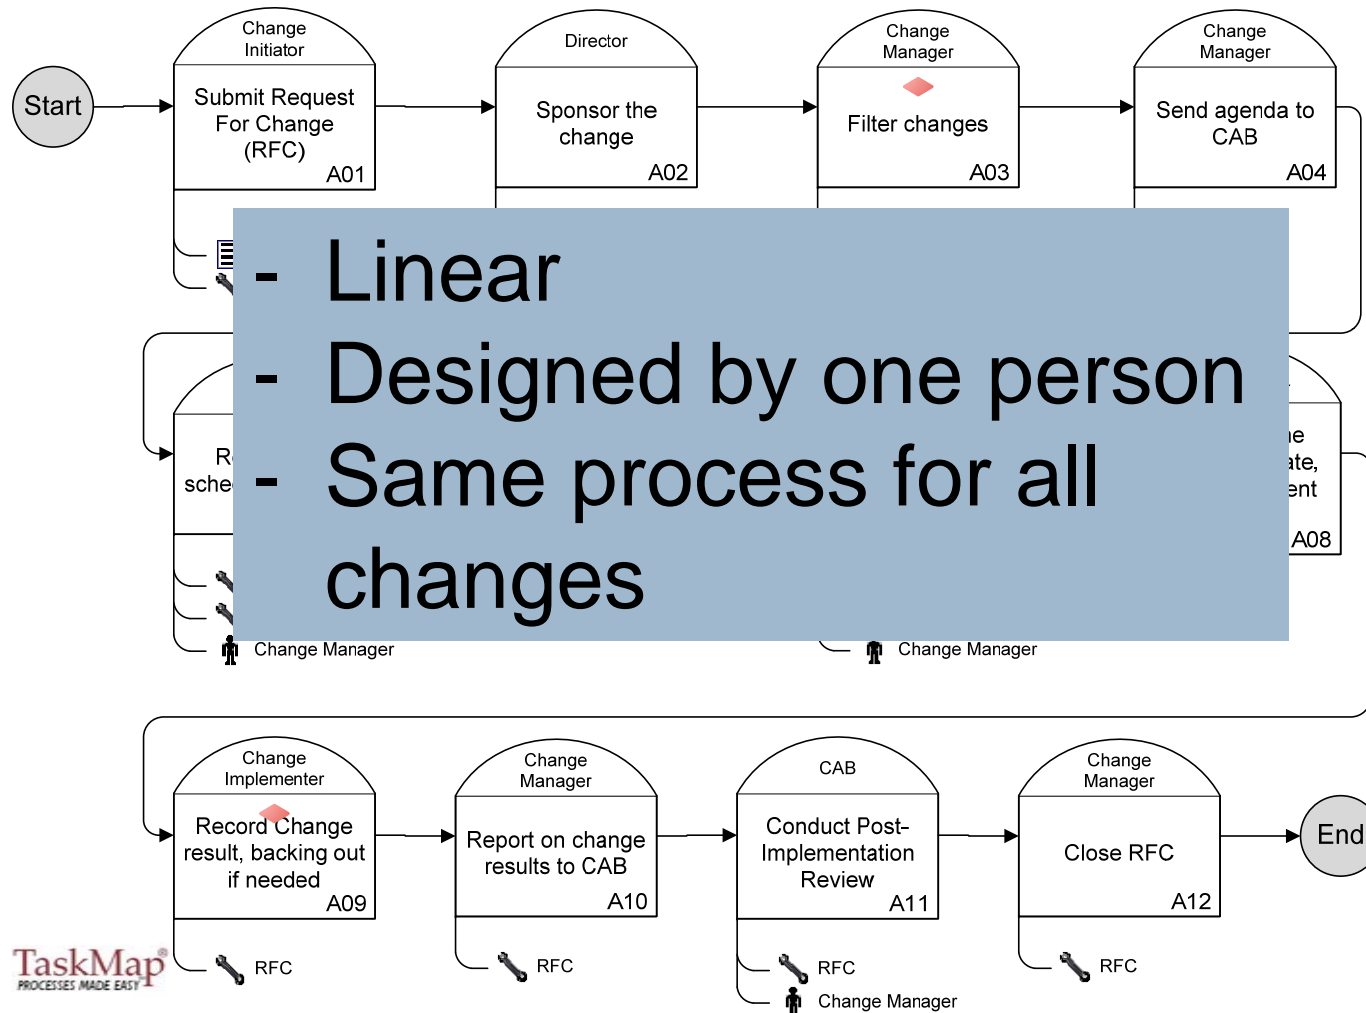 Start
Change
Initiator
Submit Request
For Change
(RFC)
A01
Director
Sponsor the
change
A02
Change
Manager
Filter changes
A03
Change
Manager
Send agenda to
CAB
A04
- Linear
- Designed by one person
- Same process for all
changes
A08
Change Manager
Change Manager
Change
Implementer
Record Change
result, backing out
if needed
A09
RFC
Change
Manager
Report on change
results to CAB
A10
RFC
CAB
Conduct Post-
Implementation
Review
A11
RFC
Change Manager
Change
Manager
Close RFC
A12
RFC
End
TaskMap®
PROCESSES MADE EASY